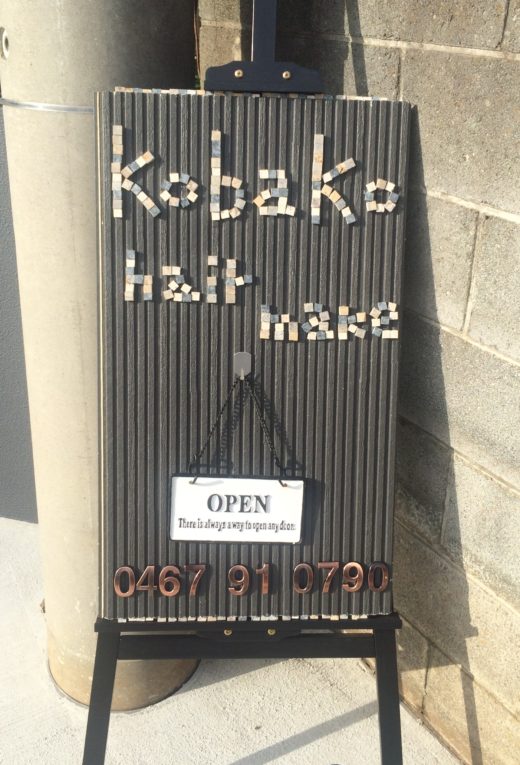 Kobako
hair
make
OPEN
There is always a way to open any door.
0467 91 0790